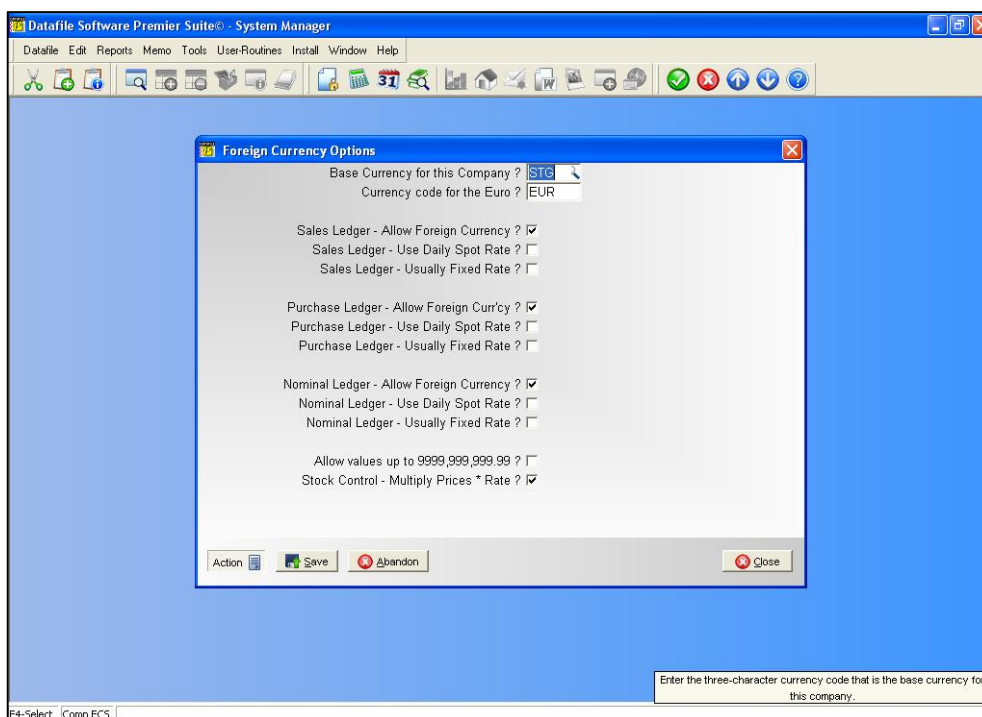 Datafile Software Premier Suite© - System Manager
Datafile Edit Reports Memo Tools User-Routines Install Window Help
31
W
Foreign Currency Options
Base Currency for this Company ? STG
Currency code for the Euro ? EUR
Sales Ledger - Allow Foreign Currency ?
Sales Ledger - Use Daily Spot Rate ?
Sales Ledger - Usually Fixed Rate ?
Purchase Ledger - Allow Foreign Curr'cy ?
Purchase Ledger - Use Daily Spot Rate ?
Purchase Ledger - Usually Fixed Rate ?
Nominal Ledger - Allow Foreign Currency ?
Nominal Ledger - Use Daily Spot Rate ?
Nominal Ledger - Usually Fixed Rate ?
Allow values up to 9999,999,999.99 ?
Stock Control - Multiply Prices * Rate ?
Action Save Abandon Close
Enter the three-character currency code that is the base currency for
this company.
F4-Select Comp ECS